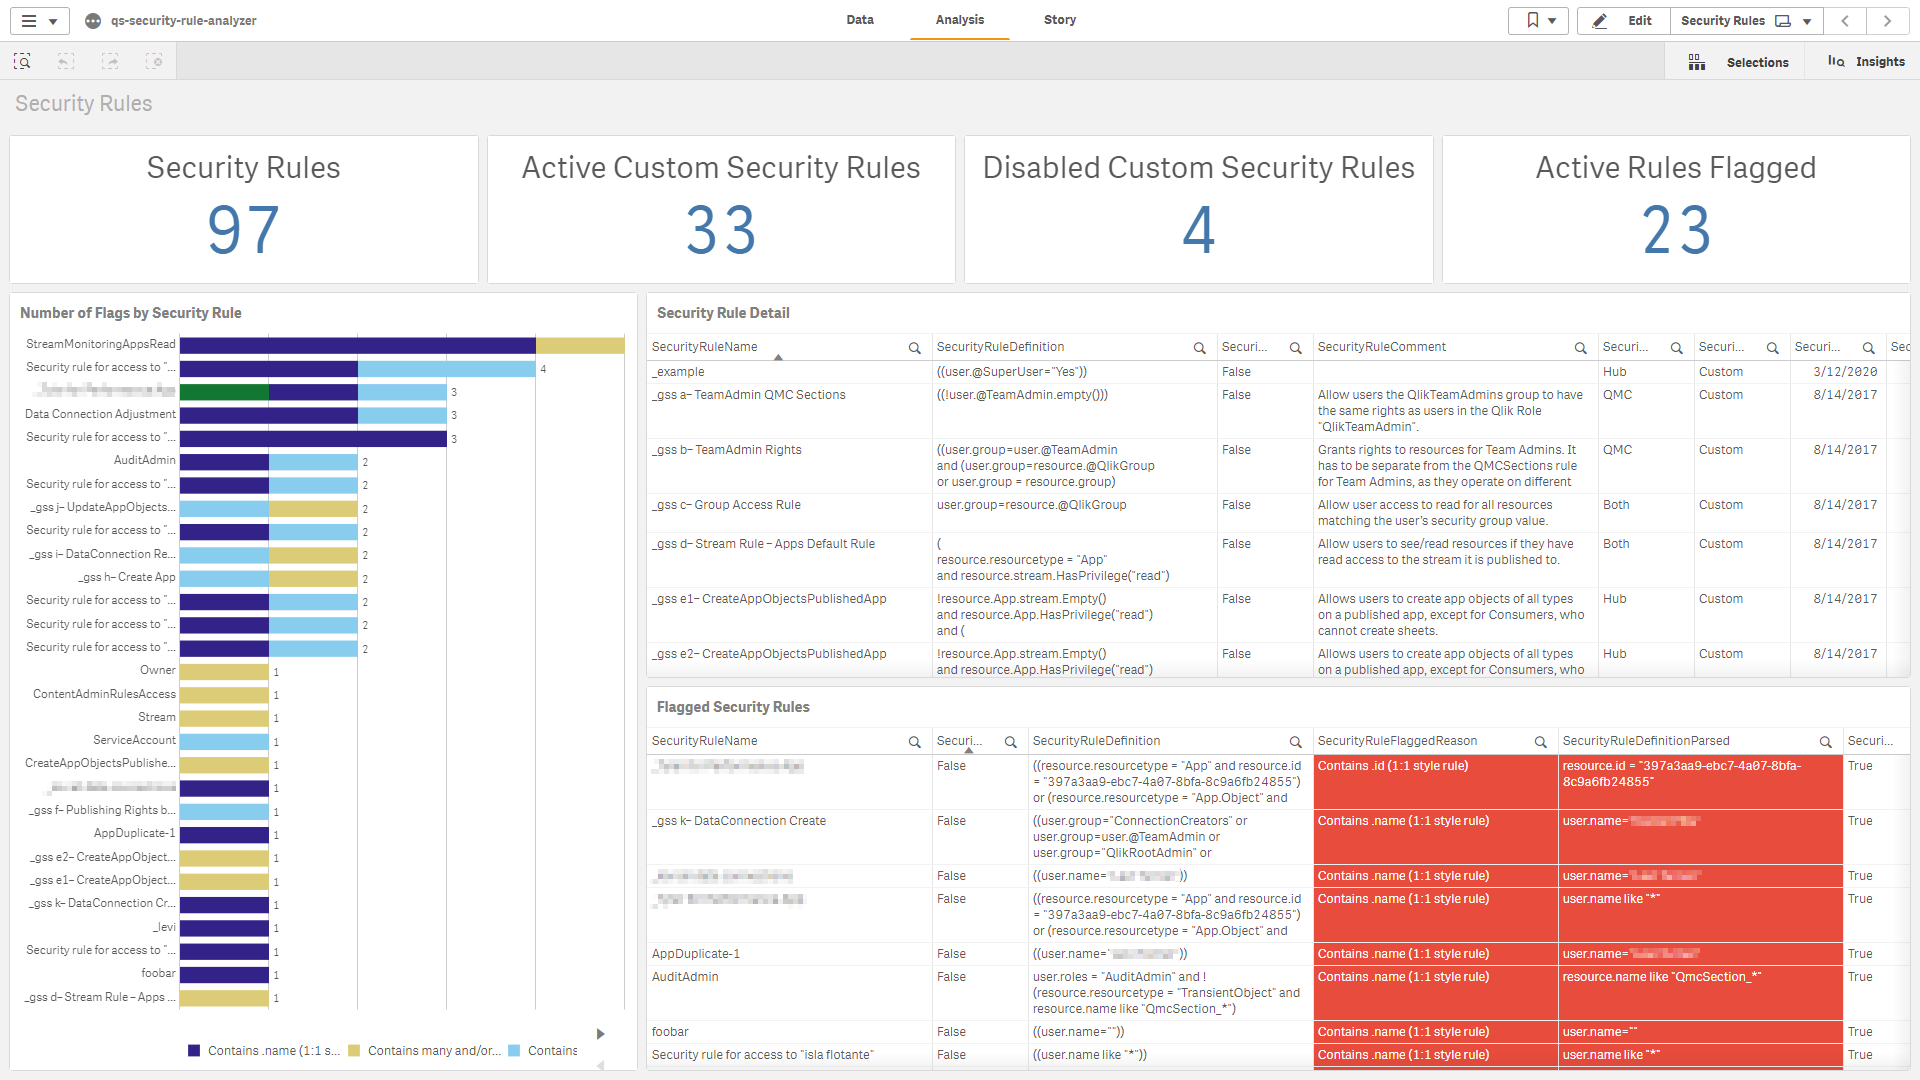 qs-security-rule-analyzer
Data
Analysis
Story
Edit
Security Rules
Selections
Insights
Security Rules
Security Rules
97
Active Custom Security Rules
33
Disabled Custom Security Rules
4
Active Rules Flagged
23
Number of Flags by Security Rule
StreamMonitoringAppsRead
Security rule for access to "... 4
3
Data Connection Adjustment 3
Security rule for access to "... 3
AuditAdmin 2
Security rule for access to "... 2
_gss j- UpdateAppObjects... 2
Security rule for access to "... 2
_gss i- DataConnection Re... 2
_gss h- Create App 2
Security rule for access to "... 2
Security rule for access to "... 2
Security rule for access to "... 2
Owner 1
ContentAdminRulesAccess 1
Stream 1
ServiceAccount 1
CreateAppObjectsPublishe... 1
1
_gss f- Publishing Rights b... 1
AppDuplicate-1 1
_gss e2- CreateAppObject... 1
_gss e1- CreateAppObject... 1
_gss k- DataConnection Cr... 1
_levi 1
Security rule for access to "... 1
foobar 1
_gss d- Stream Rule - Apps ... 1
Contains .name (1:1 s... Contains many and/or... Contains
Security Rule Detail
SecurityRuleName SecurityRuleDefinition Securi... SecurityRuleComment Securi... Securi... Securi... Sec
_example ((user.@SuperUser="Yes")) False Hub Custom 3/12/2020
_gss a- TeamAdmin QMC Sections ((!user.@TeamAdmin.empty())) False Allow users the QlikTeamAdmins group to have QMC Custom 8/14/2017
the same rights as users in the Qlik Role
"QlikTeamAdmin".
_gss b- TeamAdmin Rights ((user.group=user.@TeamAdmin False Grants rights to resources for Team Admins. It QMC Custom 8/14/2017
and (user.group=resource.@QlikGroup has to be separate from the QMCSections rule
or user.group = resource.group) for Team Admins, as they operate on different
_gss c- Group Access Rule user.group=resource.@QlikGroup False Allow user access to read for all resources Both Custom 8/14/2017
matching the user's security group value.
_gss d- Stream Rule - Apps Default Rule ( False Allow users to see/read resources if they have Both Custom 8/14/2017
resource.resourcetype = "App" read access to the stream it is published to.
and resource.stream.HasPrivilege("read")
_gss e1- CreateAppObjectsPublishedApp !resource.App.stream.Empty() False Allows users to create app objects of all types Hub Custom 8/14/2017
and resource.App.HasPrivilege("read") on a published app, except for Consumers, who
and ( cannot create sheets.
_gss e2- CreateAppObjectsPublishedApp !resource.App.stream.Empty() False Allows users to create app objects of all types Hub Custom 8/14/2017
and resource.App.HasPrivilege("read") on a published app, except for Consumers, who
Flagged Security Rules
SecurityRuleName Securi... SecurityRuleDefinition SecurityRuleFlaggedReason SecurityRuleDefinitionParsed Securi...
False ((resource.resourcetype = "App" and resource.id Contains .id (1:1 style rule) resource.id = "397a3aa9-ebc7-4a07-8bfa- True
= "397a3aa9-ebc7-4a07-8bfa-8c9a6fb24855") 8c9a6fb24855"
or (resource.resourcetype = "App.Object" and
_gss k- DataConnection Create False ((user.group="ConnectionCreators" or Contains .name (1:1 style rule) user.name= True
user.group=user.@TeamAdmin or
user.group="QlikRootAdmin" or
False ((user.name= )) Contains .name (1:1 style rule) user.name= True
False ((resource.resourcetype = "App" and resource.id Contains .name (1:1 style rule) user.name like "*" True
= "397a3aa9-ebc7-4a07-8bfa-8c9a6fb24855")
or (resource.resourcetype = "App.Object" and
AppDuplicate-1 False ((user.name= )) Contains .name (1:1 style rule) user.name= True
AuditAdmin False user.roles = "AuditAdmin" and ! Contains .name (1:1 style rule) resource.name like "QmcSection_*" True
(resource.resourcetype = "TransientObject" and
resource.name like "QmcSection_*")
foobar False ((user.name="")) Contains .name (1:1 style rule) user.name="" True
Security rule for access to "isla flotante" False ((user.name like "*")) Contains .name (1:1 style rule) user.name like "*" True